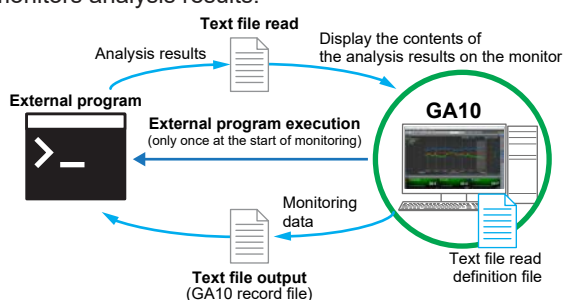 monitors analysis results.
Text file read
Analysis results
Display the contents of
the analysis results on the monitor
External program
GA10
External program execution
(only once at the start of monitoring)
Monitoring
data
Text file output
(GA10 record file)
Text file read
definition file